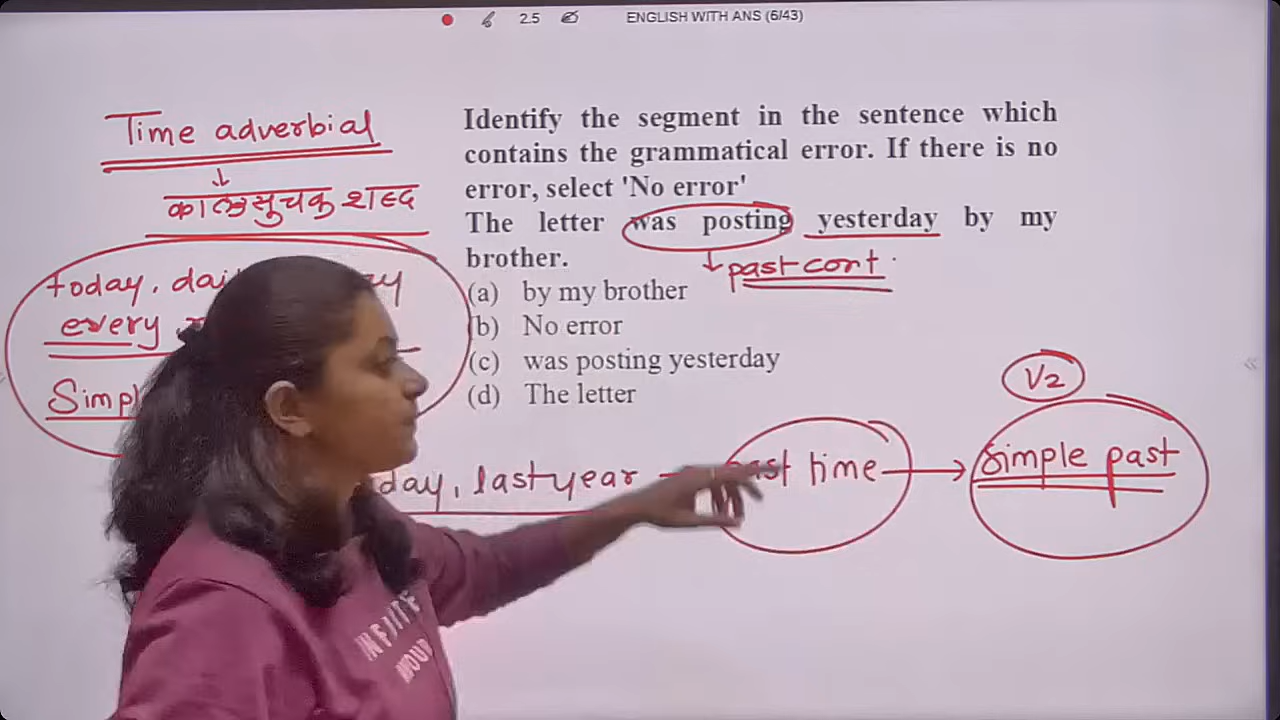 2.5 ENGLISH WITH ANS (6/43)
Time adverbial
कालसुचक शब्द
today,
every
Identify the segment in the sentence which
contains the grammatical error. If there is no
error, select 'No error'
The letter was posting yesterday by my
brother.
past cont.
(a) by my brother
(b) No error
(c) was posting yesterday
(d) The letter
V2
last year
past time
simple past
INFINITE